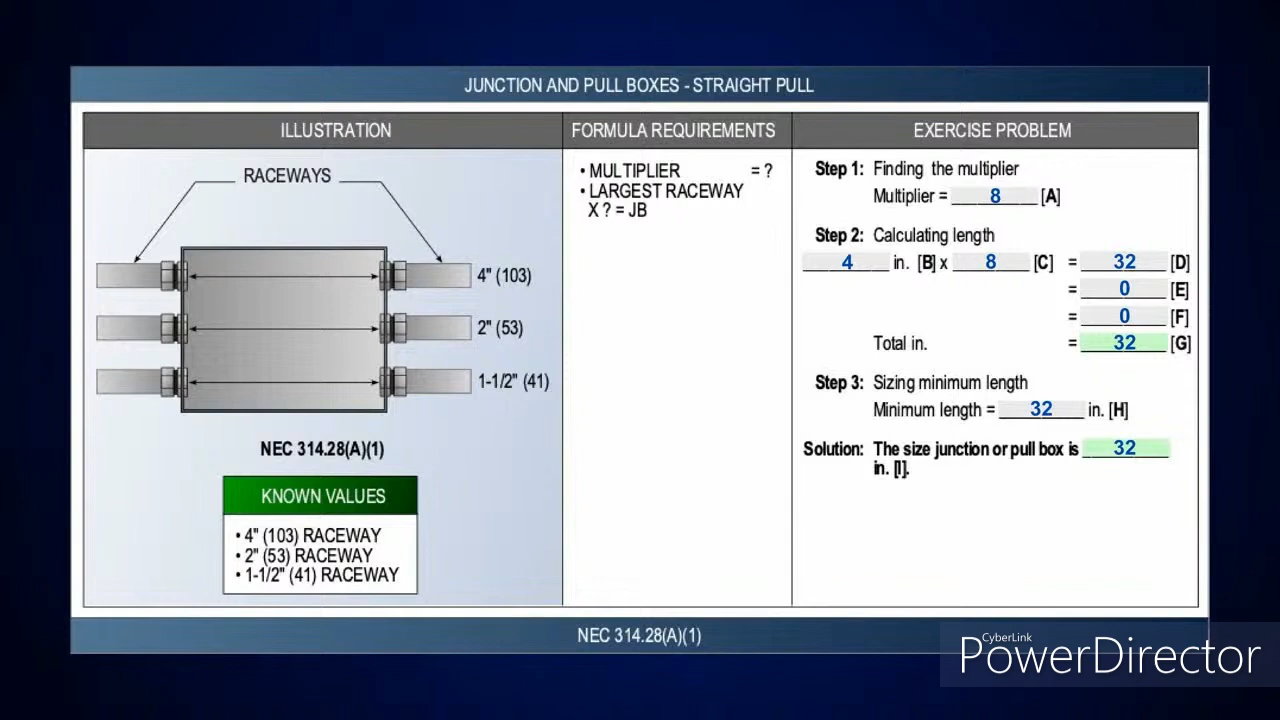 JUNCTION AND PULL BOXES - STRAIGHT PULL
ILLUSTRATION
RACEWAYS
4" (103)
2" (53)
1-1/2" (41)
NEC 314.28(A)(1)
KNOWN VALUES
• 4" (103) RACEWAY
• 2" (53) RACEWAY
• 1-1/2" (41) RACEWAY
FORMULA REQUIREMENTS
• MULTIPLIER = ?
• LARGEST RACEWAY
X ? = JB
EXERCISE PROBLEM
Step 1: Finding the multiplier
Multiplier = 8 [A]
Step 2: Calculating length
4 in. [B] x 8 [C] = 32 [D]
= 0 [E]
= 0 [F]
Total in. = 32 [G]
Step 3: Sizing minimum length
Minimum length = 32 in. [H]
Solution: The size junction or pull box is 32
in. [I].
NEC 314.28(A)(1)
CyberLink
PowerDirector